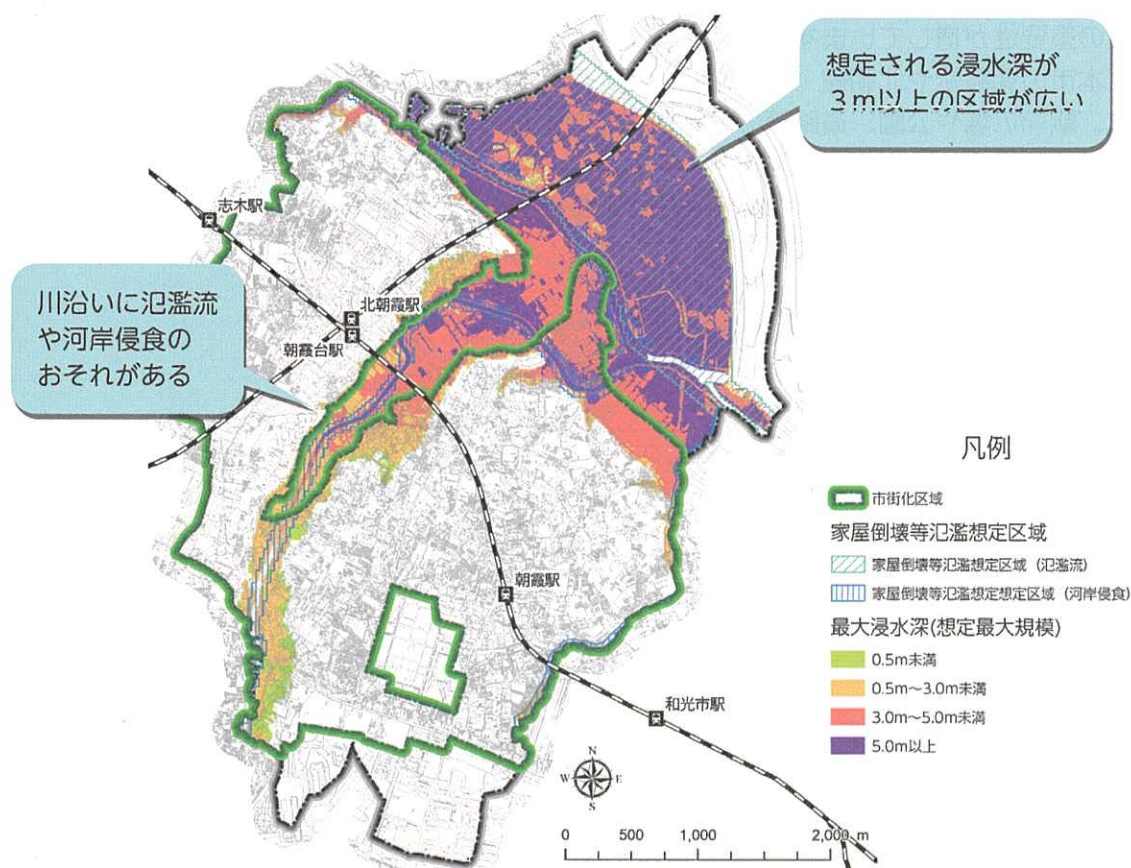 想定される浸水深が
3m以上の区域が広い
志木駅
川沿いに氾濫流
や河岸侵食の
おそれがある
北朝霞駅
朝霞台駅
朝霞駅
和光市駅
凡例
市街化区域
家屋倒壊等氾濫想定区域
家屋倒壊等氾濫想定区域（氾濫流）
家屋倒壊等氾濫想定想定区域（河岸侵食）
最大浸水深(想定最大規模)
0.5m未満
0.5m～3.0m未満
3.0m～5.0m未満
5.0m以上
N
W
E
S
0 500 1,000 2,000 m